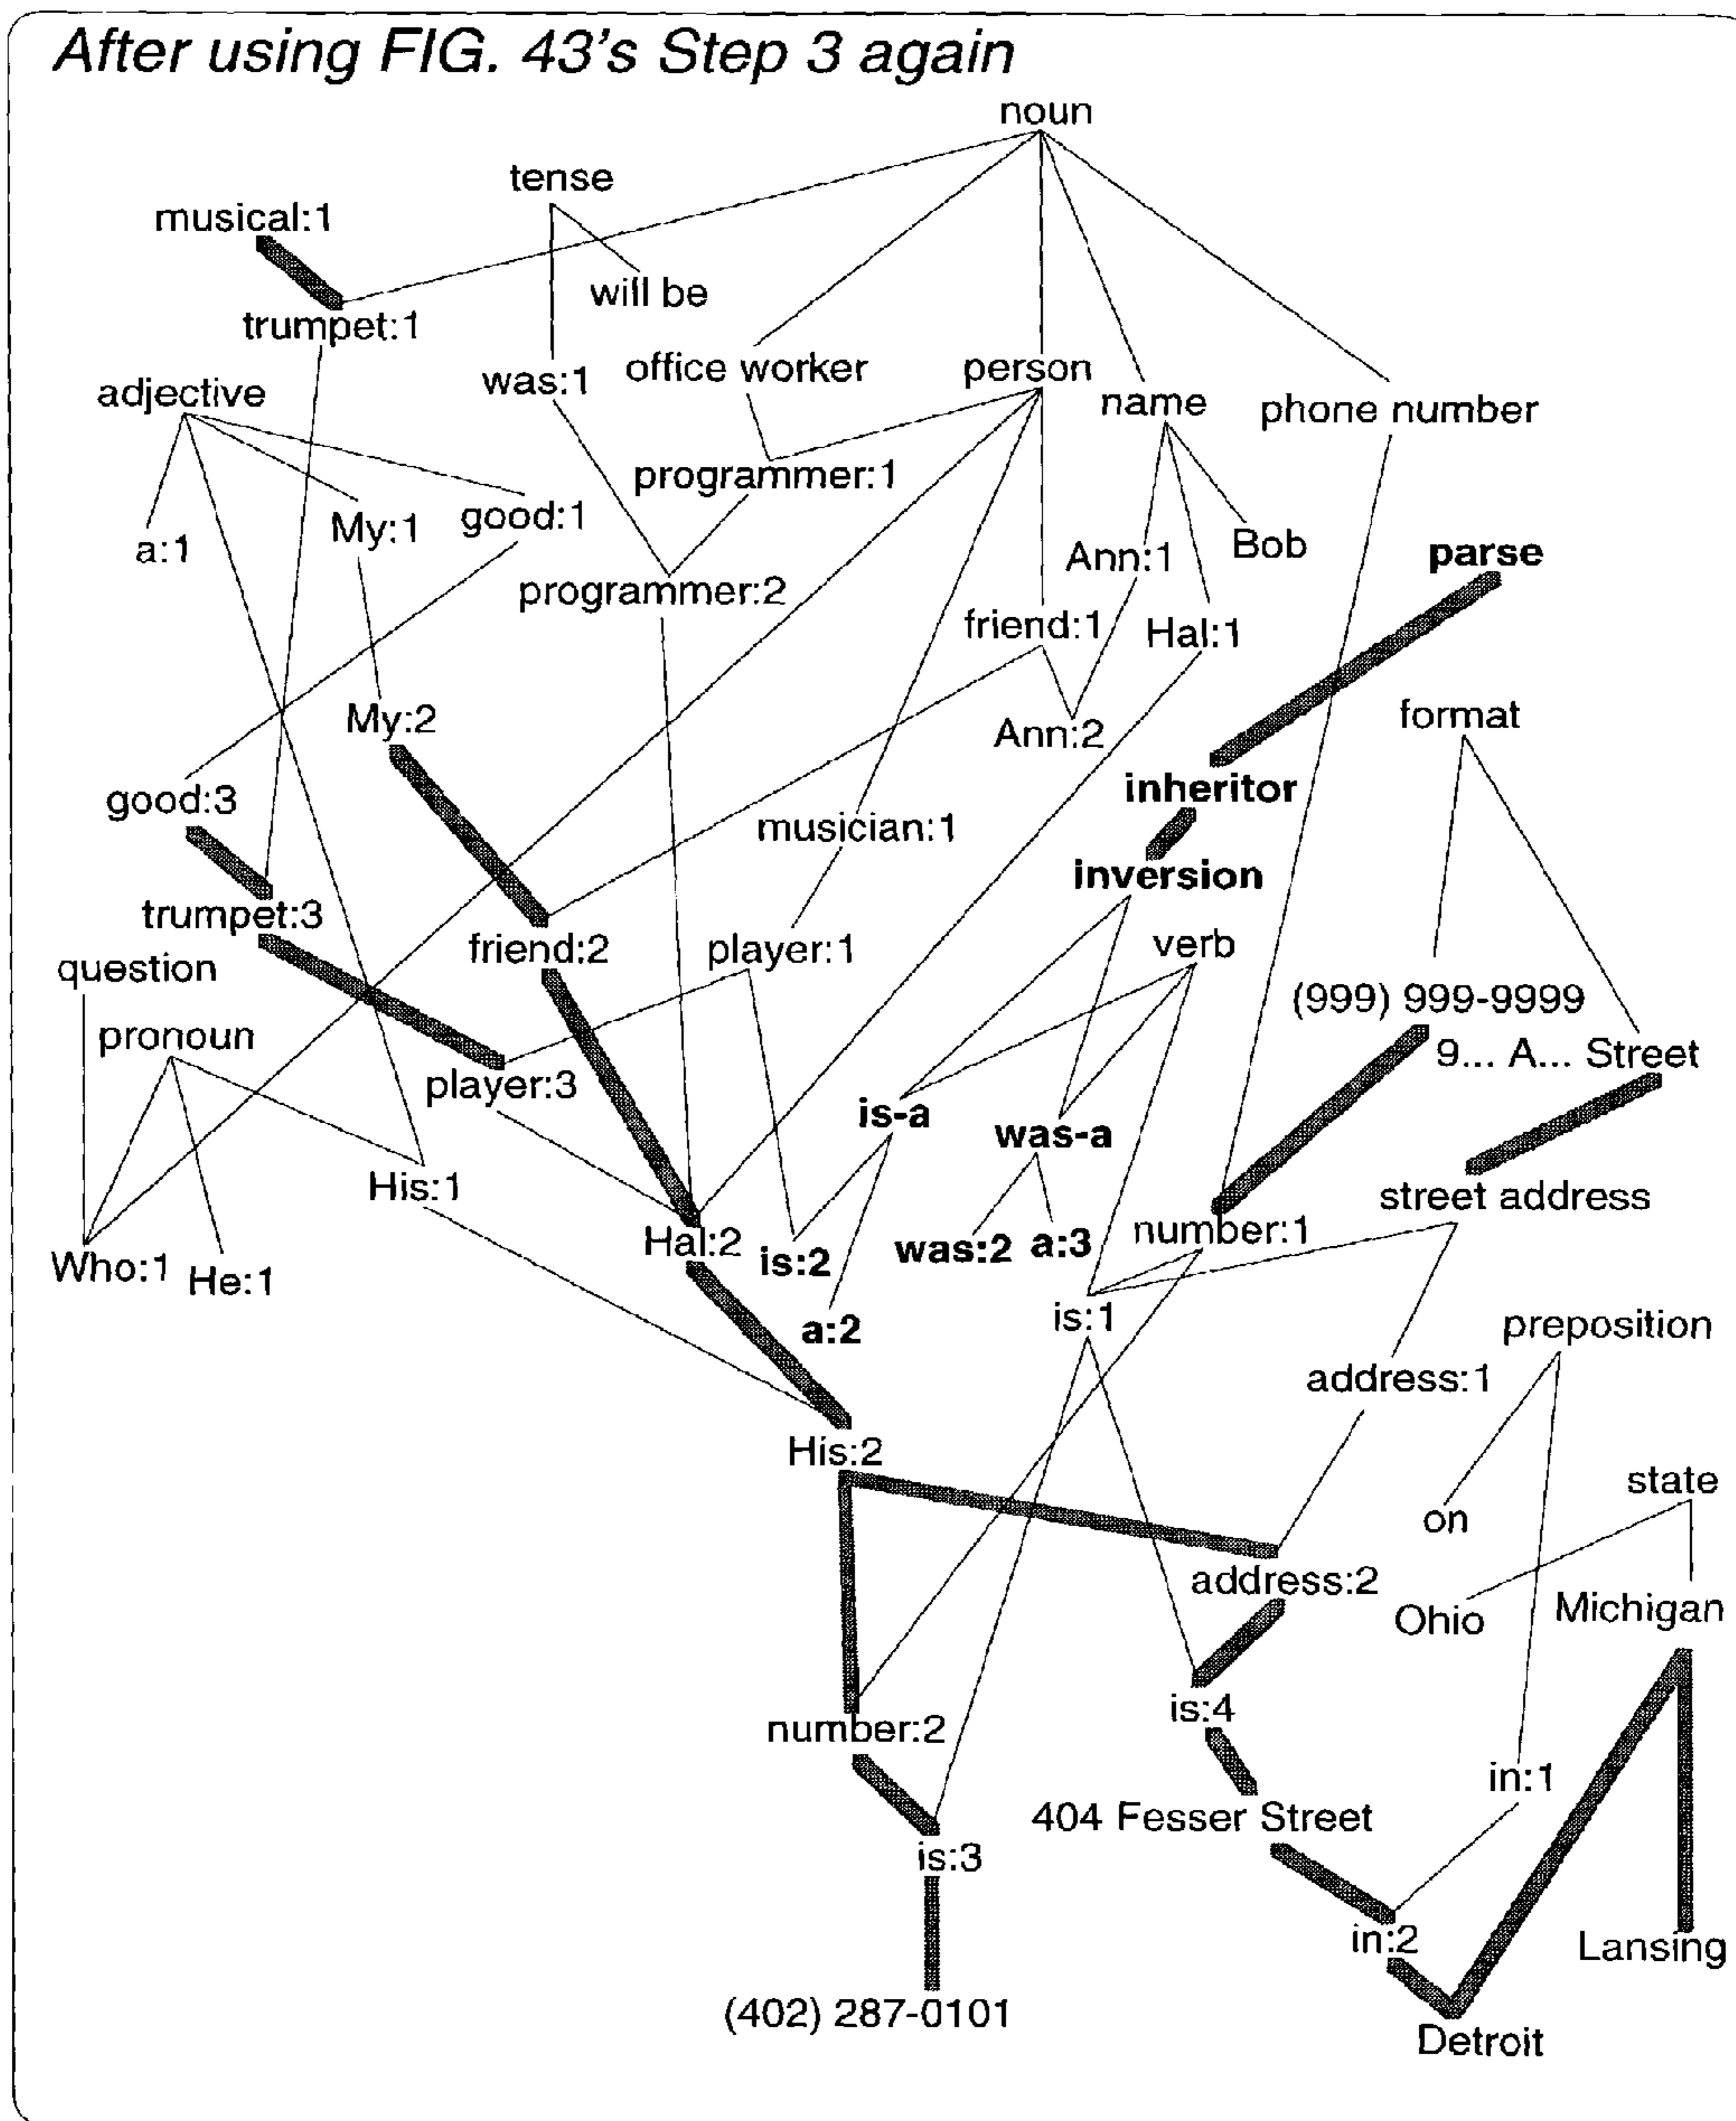 After using FIG. 43's Step 3 again
noun
tense
musical:1
will be
trumpet:1
office worker
person
was:1
adjective
name
phone number
programmer:1
good:1
My:1
a:1
Ann:1
Bob
parse
programmer:2
friend:1
Hal:1
My:2
Ann:2
format
inheritor
good:3
musician:1
inversion
trumpet:3
friend:2
player:1
verb
question
(999) 999-9999
pronoun
9... A... Street
player:3
is-a
was-a
His:1
street address
number:1
Hal:2
is:2
was:2
a:3
Who:1
He:1
is:1
a:2
preposition
address:1
His:2
state
on
address:2
Ohio
Michigan
is:4
number:2
in:1
404 Fesser Street
is:3
in:2
Lansing
(402) 287-0101
Detroit